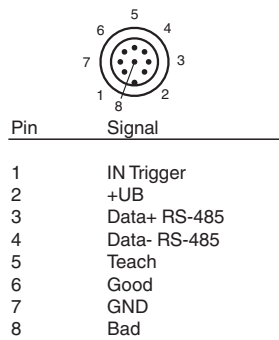 5
6 4
7 3
1 2
8
Pin Signal
1 IN Trigger
2 +UB
3 Data+ RS-485
4 Data- RS-485
5 Teach
6 Good
7 GND
8 Bad